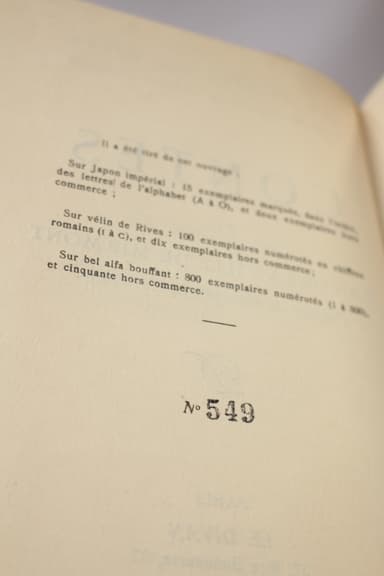 Il a été tiré de cet ouvrage :
Sur Japon impérial : 15 exemplaires marqués, dans l'ordre,
des lettres de l'alphabet (A à O), et deux exemplaires hors
commerce ;
Sur vélin de Rives : 100 exemplaires numérotés en chiffres
romains (I à C), et dix exemplaires hors commerce ;
Sur bel alfa bouffant : 800 exemplaires numérotés (1 à 800),
et cinquante hors commerce.
Nº 549